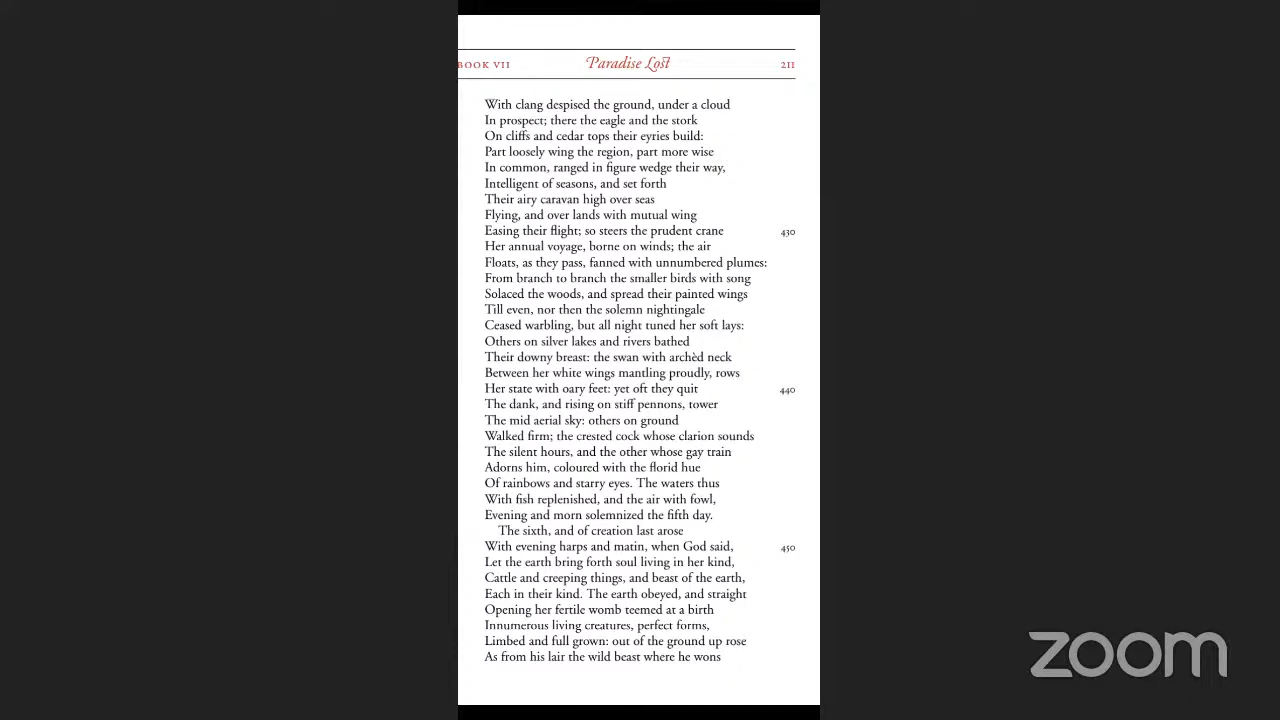 BOOK VII Paradise Lost 211
With clang despised the ground, under a cloud
In prospect; there the eagle and the stork
On cliffs and cedar tops their eyries build:
Part loosely wing the region, part more wise
In common, ranged in figure wedge their way,
Intelligent of seasons, and set forth
Their airy caravan high over seas
Flying, and over lands with mutual wing
Easing their flight; so steers the prudent crane 430
Her annual voyage, borne on winds; the air
Floats, as they pass, fanned with unnumbered plumes:
From branch to branch the smaller birds with song
Solaced the woods, and spread their painted wings
Till even, nor then the solemn nightingale
Ceased warbling, but all night tuned her soft lays:
Others on silver lakes and rivers bathed
Their downy breast: the swan with archèd neck
Between her white wings mantling proudly, rows
Her state with oary feet: yet oft they quit 440
The dank, and rising on stiff pennons, tower
The mid aerial sky: others on ground
Walked firm; the crested cock whose clarion sounds
The silent hours, and the other whose gay train
Adorns him, coloured with the florid hue
Of rainbows and starry eyes. The waters thus
With fish replenished, and the air with fowl,
Evening and morn solemnized the fifth day.
The sixth, and of creation last arose
With evening harps and matin, when God said, 450
Let the earth bring forth soul living in her kind,
Cattle and creeping things, and beast of the earth,
Each in their kind. The earth obeyed, and straight
Opening her fertile womb teemed at a birth
Innumerous living creatures, perfect forms,
Limbed and full grown: out of the ground up rose
As from his lair the wild beast where he wons
zoom